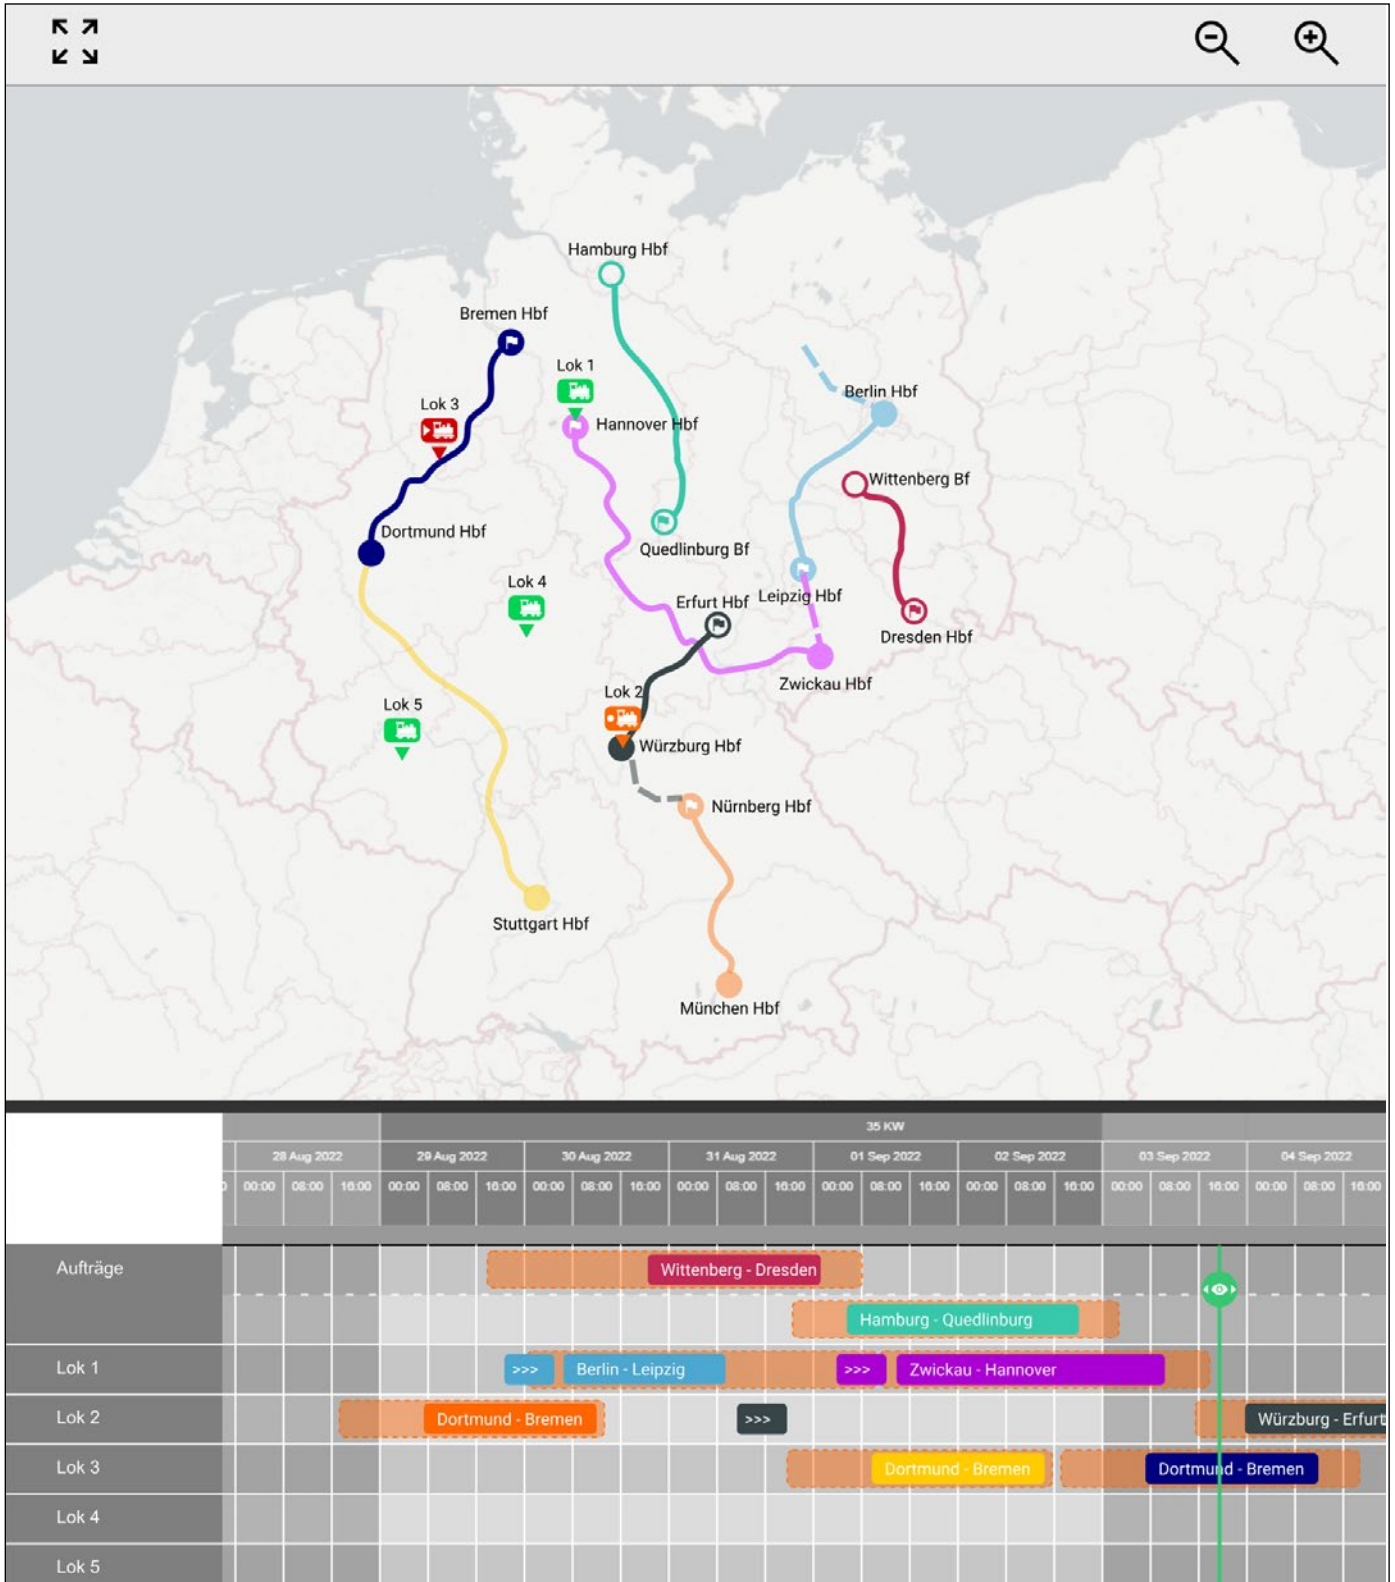 Hamburg Hbf
Bremen Hbf
Lok 1
Berlin Hbf
Lok 3
Hannover Hbf
Wittenberg Bf
Dortmund Hbf
Quedlinburg Bf
Lok 4
Leipzig Hbf
Erfurt Hbf
Dresden Hbf
Zwickau Hbf
Lok 2
Lok 5
Würzburg Hbf
Nürnberg Hbf
Stuttgart Hbf
München Hbf
35 KW
28 Aug 2022 29 Aug 2022 30 Aug 2022 31 Aug 2022 01 Sep 2022 02 Sep 2022 03 Sep 2022 04 Sep 2022
00:00 08:00 16:00 00:00 08:00 16:00 00:00 08:00 16:00 00:00 08:00 16:00 00:00 08:00 16:00 00:00 08:00 16:00 00:00 08:00 16:00 00:00 08:00 16:00
Aufträge Wittenberg - Dresden
Hamburg - Quedlinburg
Lok 1 >>> Berlin - Leipzig >>> Zwickau - Hannover
Lok 2 Dortmund - Bremen >>> Würzburg - Erfurt
Lok 3 Dortmund - Bremen Dortmund - Bremen
Lok 4
Lok 5